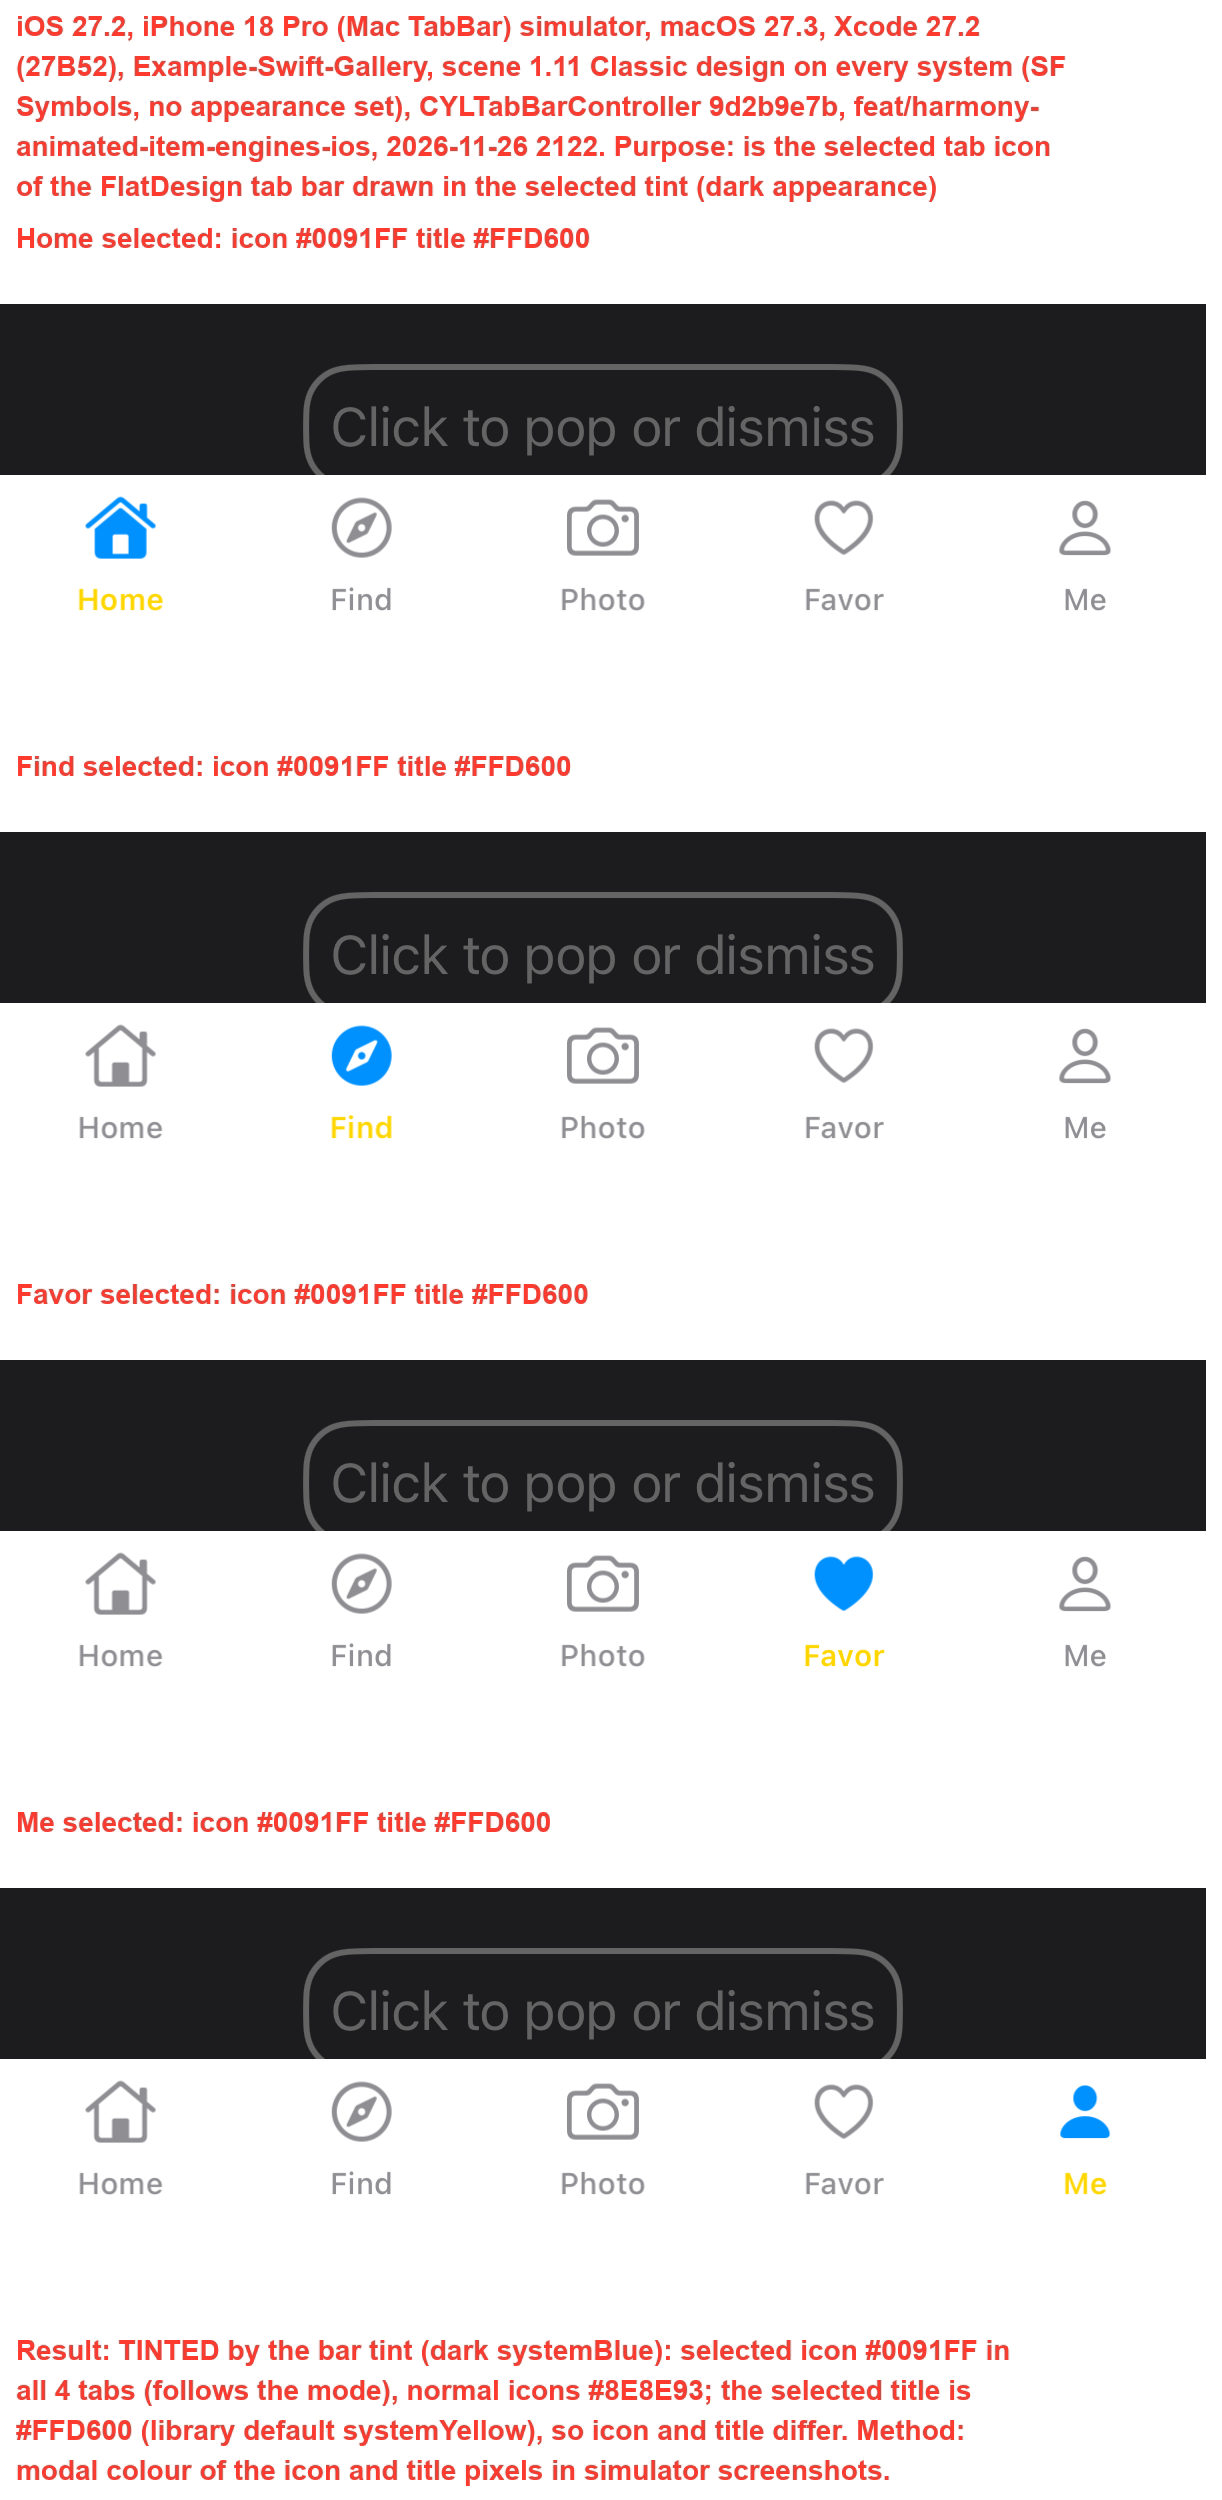 iOS 27.2, iPhone 18 Pro (Mac TabBar) simulator, macOS 27.3, Xcode 27.2
(27B52), Example-Swift-Gallery, scene 1.11 Classic design on every system (SF
Symbols, no appearance set), CYLTabBarController 9d2b9e7b, feat/harmony-
animated-item-engines-ios, 2026-11-26 2122. Purpose: is the selected tab icon
of the FlatDesign tab bar drawn in the selected tint (dark appearance)
Home selected: icon #0091FF title #FFD600
Click to pop or dismiss
Home Find Photo Favor Me
Find selected: icon #0091FF title #FFD600
Click to pop or dismiss
Home Find Photo Favor Me
Favor selected: icon #0091FF title #FFD600
Click to pop or dismiss
Home Find Photo Favor Me
Me selected: icon #0091FF title #FFD600
Click to pop or dismiss
Home Find Photo Favor Me
Result: TINTED by the bar tint (dark systemBlue): selected icon #0091FF in
all 4 tabs (follows the mode), normal icons #8E8E93; the selected title is
#FFD600 (library default systemYellow), so icon and title differ. Method:
modal colour of the icon and title pixels in simulator screenshots.